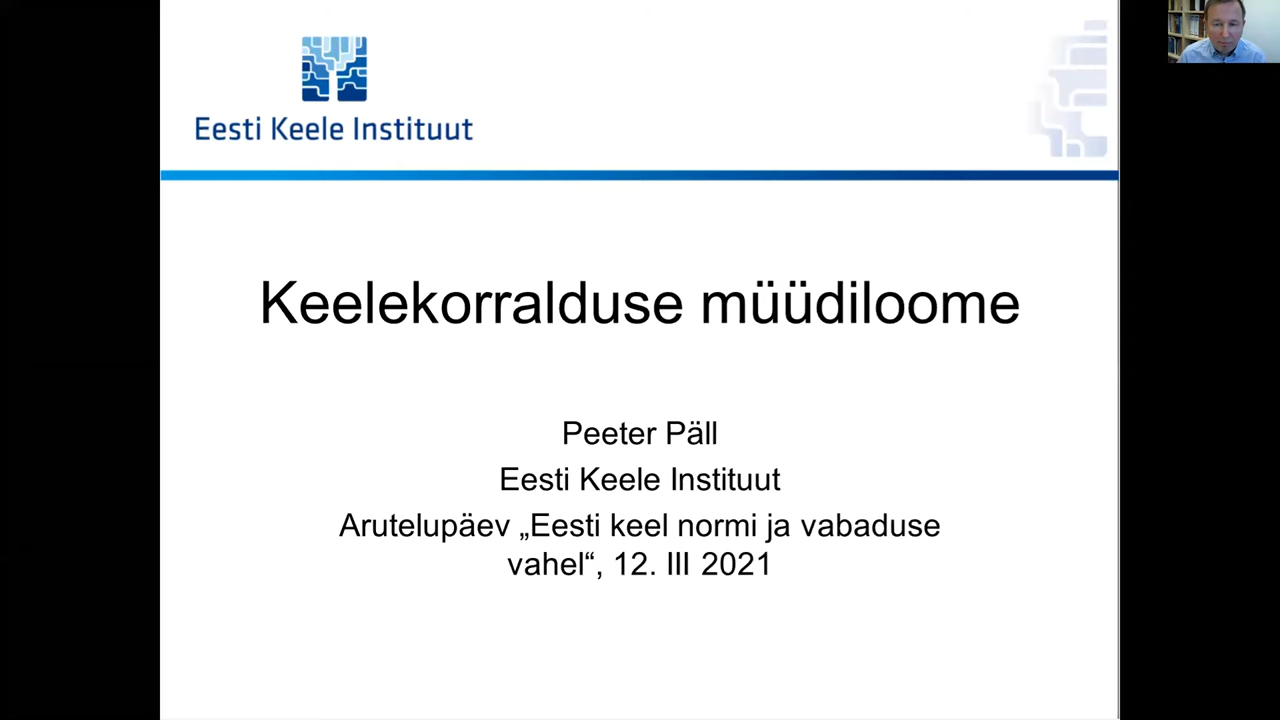 Eesti Keele Instituut
Keelekorralduse müüdiloome
Peeter Päll
Eesti Keele Instituut
Arutelupäev „Eesti keel normi ja vabaduse
vahel“, 12. III 2021